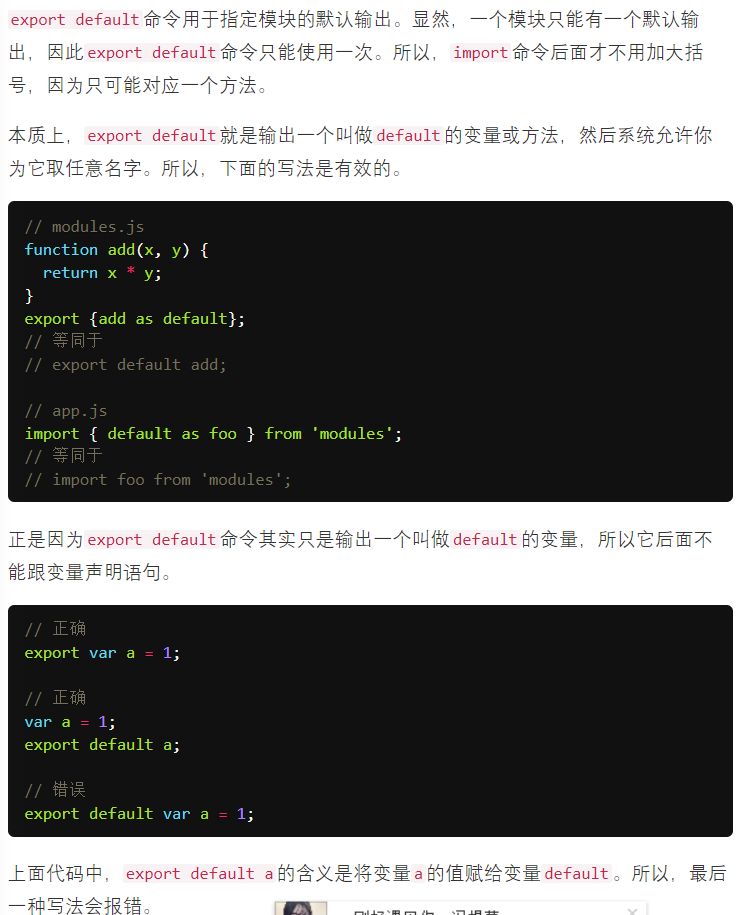 export default命令用于指定模块的默认输出。显然，一个模块只能有一个默认输
出，因此export default命令只能使用一次。所以，import命令后面才不用加大括
号，因为只可能对应一个方法。
本质上，export default就是输出一个叫做default的变量或方法，然后系统允许你
为它取任意名字。所以，下面的写法是有效的。
// modules.js
function add(x, y) {
  return x * y;
}
export {add as default};
// 等同于
// export default add;
// app.js
import { default as foo } from 'modules';
// 等同于
// import foo from 'modules';
正是因为export default命令其实只是输出一个叫做default的变量，所以它后面不
能跟变量声明语句。
// 正确
export var a = 1;
// 正确
var a = 1;
export default a;
// 错误
export default var a = 1;
上面代码中，export default a的含义是将变量a的值赋给变量default。所以，最后
一种写法会报错。